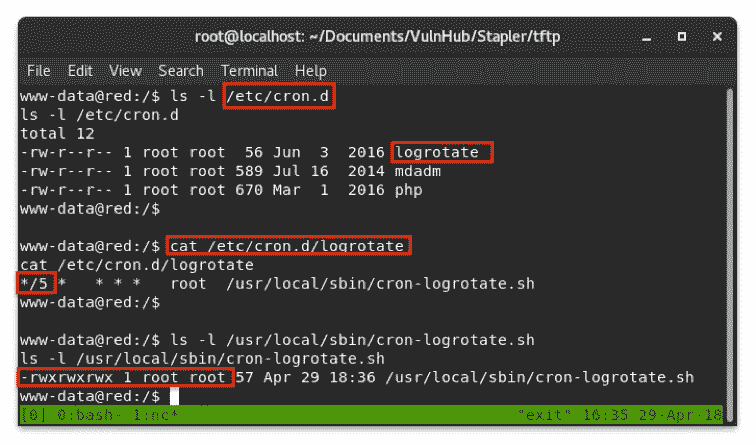 root@localhost: ~/Documents/VulnHub/Stapler/tftp
File Edit View Search Terminal Help
www-data@red:/$ ls -l /etc/cron.d
ls -l /etc/cron.d
total 12
-rw-r--r-- 1 root root  56 Jun  3  2016 logrotate
-rw-r--r-- 1 root root 589 Jul 16  2014 mdadm
-rw-r--r-- 1 root root 670 Mar  1  2016 php
www-data@red:/$
www-data@red:/$ cat /etc/cron.d/logrotate
cat /etc/cron.d/logrotate
*/5 *   * * *   root  /usr/local/sbin/cron-logrotate.sh
www-data@red:/$
www-data@red:/$ ls -l /usr/local/sbin/cron-logrotate.sh
ls -l /usr/local/sbin/cron-logrotate.sh
-rwxrwxrwx 1 root root 57 Apr 29 18:36 /usr/local/sbin/cron-logrotate.sh
www-data@red:/$
[0] 0:bash- 1:nc* "exit" 16:35 29-Apr-18